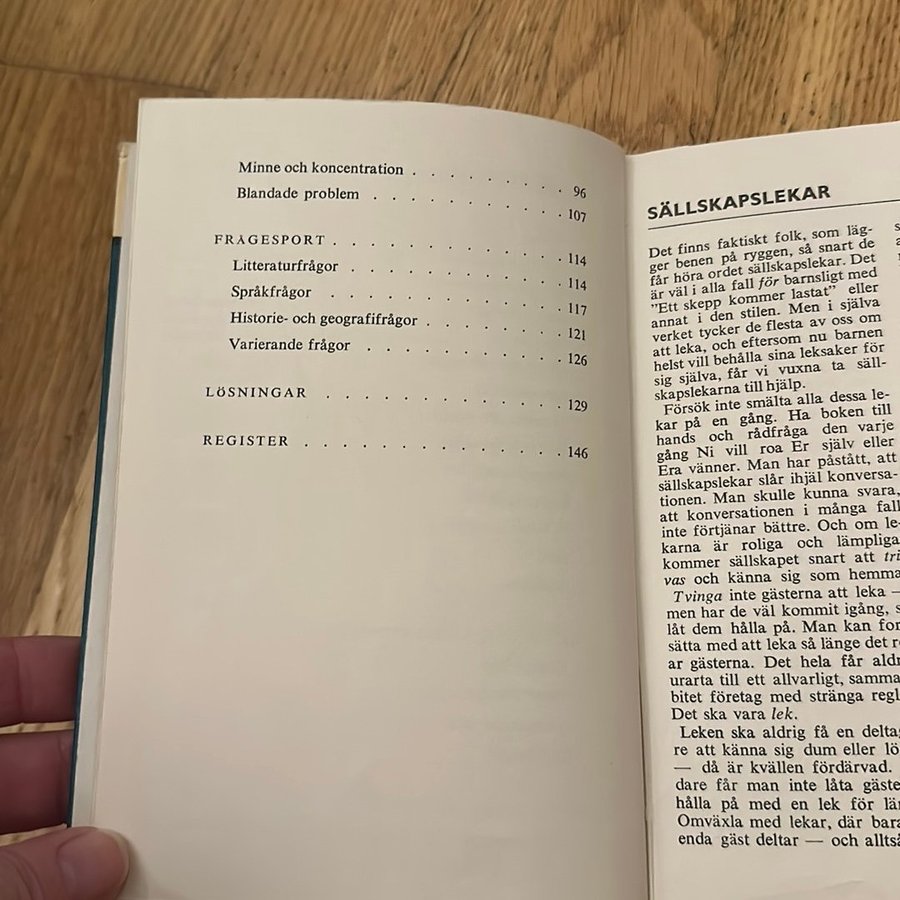 Minne och koncentration . . . . . . . 96
Blandade problem . . . . . . . . . 107
FRÅGESPORT . . . . . . . . . . . 114
Litteraturfrågor . . . . . . . . . . 114
Språkfrågor . . . . . . . . . . . 117
Historie- och geografifrågor . . . . . . 121
Varierande frågor . . . . . . . . . 126
LÖSNINGAR . . . . . . . . . . . 129
REGISTER . . . . . . . . . . . . 146
SÄLLSKAPSLEKAR
Det finns faktiskt folk, som läg-
ger benen på ryggen, så snart de
får höra ordet sällskapslekar. Det
är väl i alla fall för barnsligt med
"Ett skepp kommer lastat" eller
annat i den stilen. Men i själva
verket tycker de flesta av oss om
att leka, och eftersom nu barnen
helst vill behålla sina leksaker för
sig själva, får vi vuxna ta säll-
skapslekarna till hjälp.
Försök inte smälta alla dessa le-
kar på en gång. Ha boken till
hands och rådfråga den varje
gång Ni vill roa Er själv eller
Era vänner. Man har påstått, att
sällskapslekar slår ihjäl konversa-
tionen. Man skulle kunna svara,
att konversationen i många fall
inte förtjänar bättre. Och om le-
karna är roliga och lämpliga
kommer sällskapet snart att tri
vas och känna sig som hemma
Tvinga inte gästerna att leka —
men har de väl kommit igång, s
låt dem hålla på. Man kan for
sätta med att leka så länge det r
ar gästerna. Det hela får aldr
urarta till ett allvarligt, samma
bitet företag med stränga regl
Det ska vara lek.
Leken ska aldrig få en deltag
re att känna sig dum eller lö
— då är kvällen fördärvad.
dare får man inte låta gäste
hålla på med en lek för län
Omväxla med lekar, där bara
enda gäst deltar — och alltså